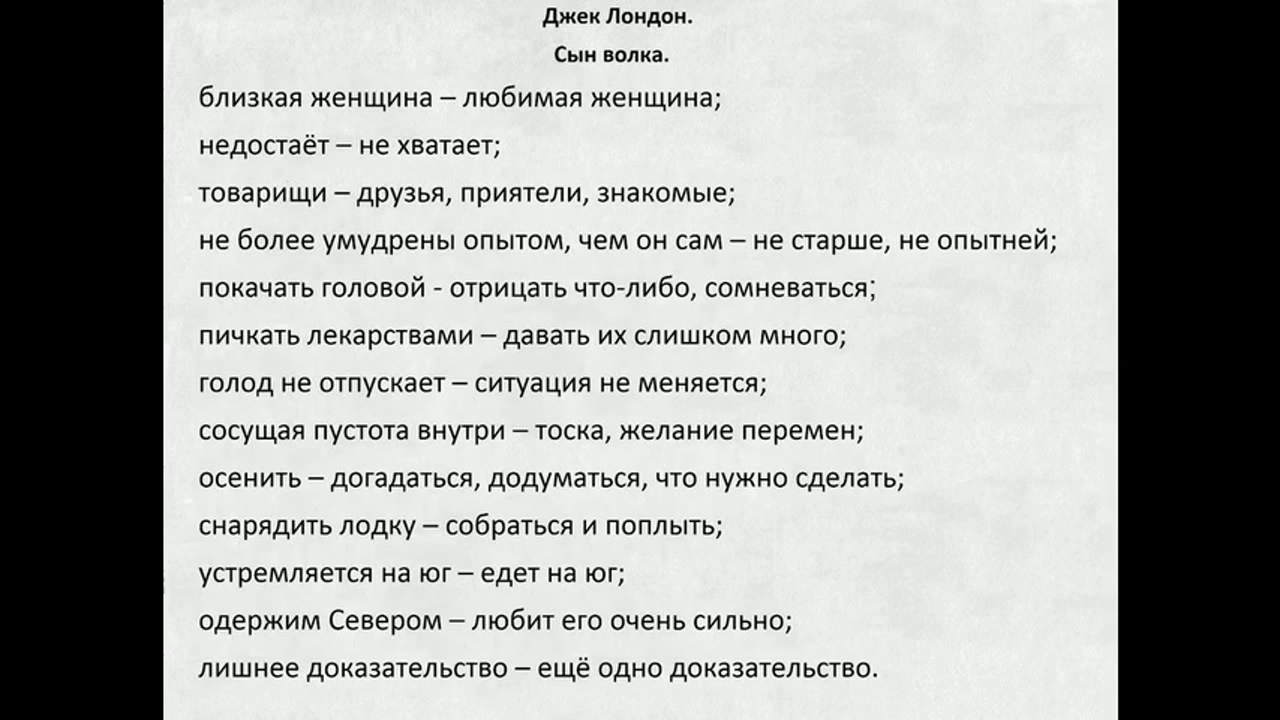 Джек Лондон.
Сын волка.
близкая женщина – любимая женщина;
недостаёт – не хватает;
товарищи – друзья, приятели, знакомые;
не более умудрены опытом, чем он сам – не старше, не опытней;
покачать головой - отрицать что-либо, сомневаться;
пичкать лекарствами – давать их слишком много;
голод не отпускает – ситуация не меняется;
сосущая пустота внутри – тоска, желание перемен;
осенить – догадаться, додуматься, что нужно сделать;
снарядить лодку – собраться и поплыть;
устремляется на юг – едет на юг;
одержим Севером – любит его очень сильно;
лишнее доказательство – ещё одно доказательство.